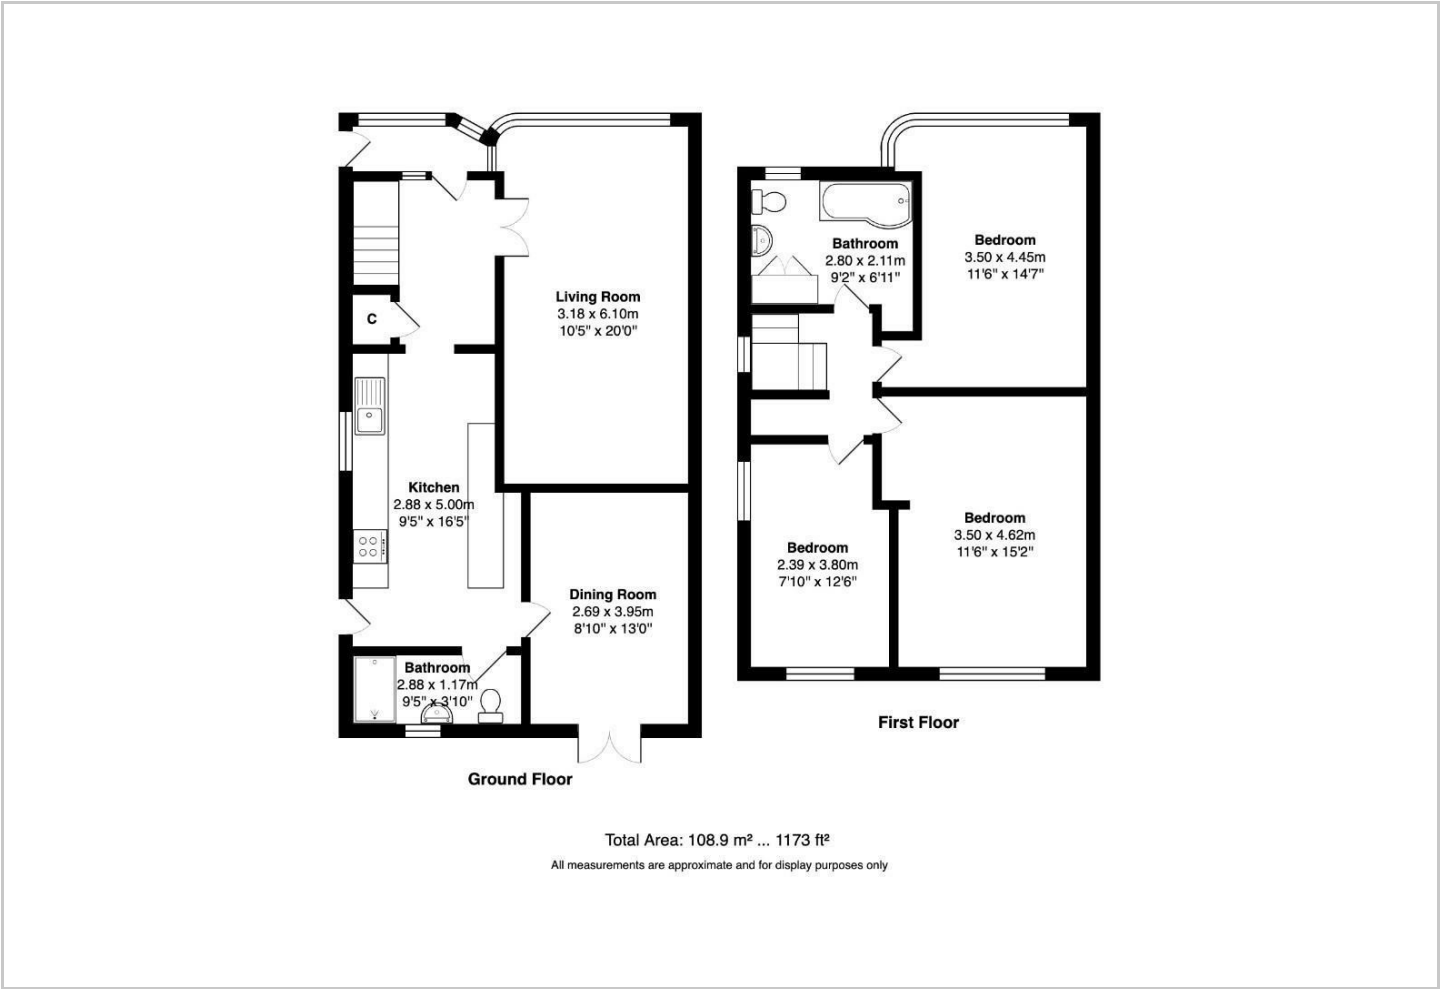 Living Room
3.18 x 6.10m
10'5" x 20'0"
C
Kitchen
2.88 x 5.00m
9'5" x 16'5"
Dining Room
2.69 x 3.95m
8'10" x 13'0"
Bathroom
2.88 x 1.17m
9'5" x 3'10"
Ground Floor
Bathroom
2.80 x 2.11m
9'2" x 6'11"
Bedroom
3.50 x 4.45m
11'6" x 14'7"
Bedroom
3.50 x 4.62m
11'6" x 15'2"
Bedroom
2.39 x 3.80m
7'10" x 12'6"
First Floor
Total Area: 108.9 m² ... 1173 ft²
All measurements are approximate and for display purposes only